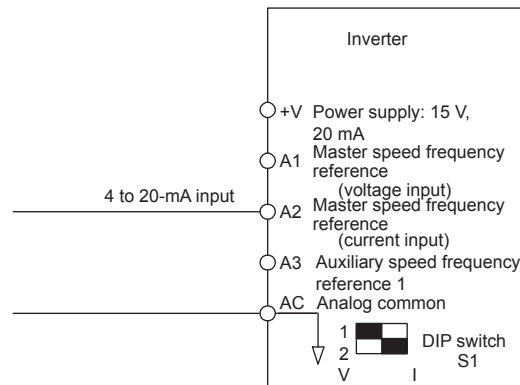 Inverter
+V Power supply: 15 V,
20 mA
A1 Master speed frequency
reference
(voltage input)
4 to 20-mA input
A2 Master speed frequency
reference
(current input)
A3 Auxiliary speed frequency
reference 1
AC Analog common
1
2
DIP switch
S1
V I